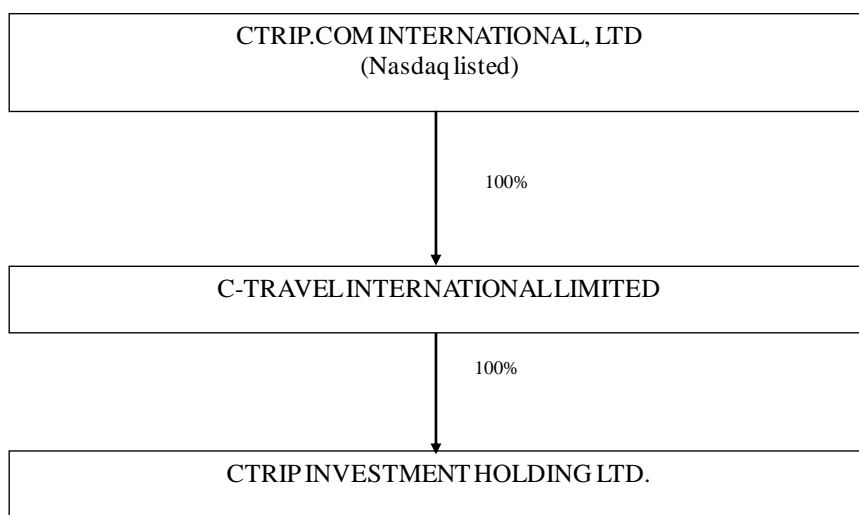 CTRIP.COM INTERNATIONAL, LTD
(Nasdaq listed)
100%
C-TRAVEL INTERNATIONAL LIMITED
100%
CTRIP INVESTMENT HOLDING LTD.